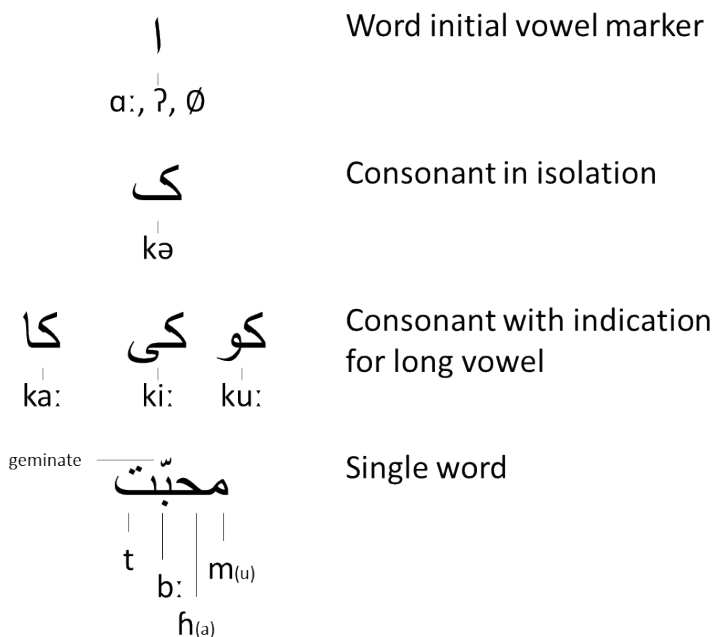 ا Word initial vowel marker
ɑː, ʔ, Ø
ک Consonant in isolation
kə
کا کی کو Consonant with indication
for long vowel
kaː kiː kuː
geminate
محبّت Single word
t bː ɦ(a) m(u)